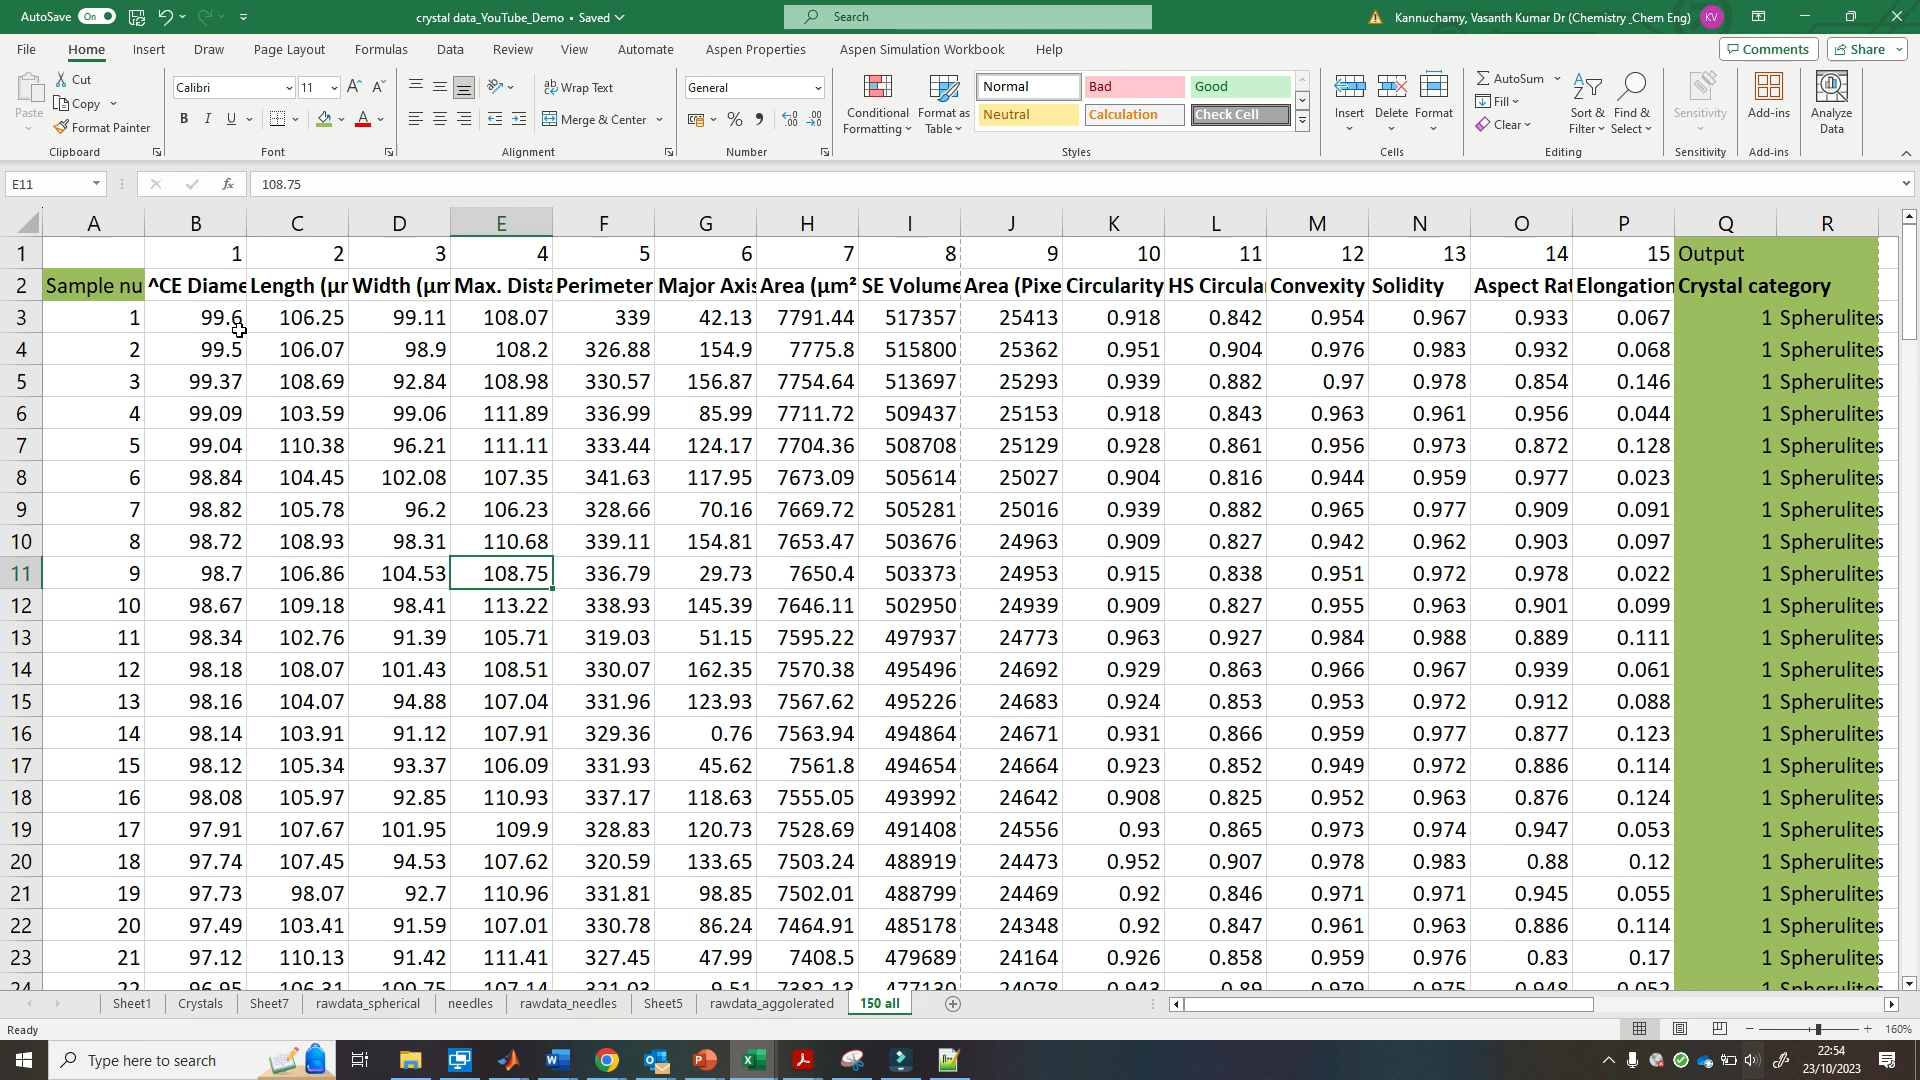 AutoSave On crystal data_YouTube_Demo • Saved Search Kannuchamy, Vasanth Kumar Dr (Chemistry _Chem Eng) KV
File Home Insert Draw Page Layout Formulas Data Review View Automate Aspen Properties Aspen Simulation Workbook Help Comments Share
Paste Cut Copy Format Painter Clipboard
Calibri 11 B I U Font
Wrap Text Merge & Center Alignment
General Number
Conditional Formatting Format as Table Normal Bad Good Neutral Calculation Check Cell Styles
Insert Delete Format Cells
AutoSum Fill Clear Sort & Filter Find & Select Editing
Sensitivity Sensitivity Add-ins Add-ins Analyze Data
E11 fx 108.75
A B C D E F G H I J K L M N O P Q R
1 1 2 3 4 5 6 7 8 9 10 11 12 13 14 15 Output
2 Sample nu ^CE Diame Length (µm Width (µm Max. Dista Perimeter Major Axis Area (µm² SE Volume Area (Pixe Circularity HS Circular Convexity Solidity Aspect Rat Elongation Crystal category
3 1 99.6 106.25 99.11 108.07 339 42.13 7791.44 517357 25413 0.918 0.842 0.954 0.967 0.933 0.067 1 Spherulites
4 2 99.5 106.07 98.9 108.2 326.88 154.9 7775.8 515800 25362 0.951 0.904 0.976 0.983 0.932 0.068 1 Spherulites
5 3 99.37 108.69 92.84 108.98 330.57 156.87 7754.64 513697 25293 0.939 0.882 0.97 0.978 0.854 0.146 1 Spherulites
6 4 99.09 103.59 99.06 111.89 336.99 85.99 7711.72 509437 25153 0.918 0.843 0.963 0.961 0.956 0.044 1 Spherulites
7 5 99.04 110.38 96.21 111.11 333.44 124.17 7704.36 508708 25129 0.928 0.861 0.956 0.973 0.872 0.128 1 Spherulites
8 6 98.84 104.45 102.08 107.35 341.63 117.95 7673.09 505614 25027 0.904 0.816 0.944 0.959 0.977 0.023 1 Spherulites
9 7 98.82 105.78 96.2 106.23 328.66 70.16 7669.72 505281 25016 0.939 0.882 0.965 0.977 0.909 0.091 1 Spherulites
10 8 98.72 108.93 98.31 110.68 339.11 154.81 7653.47 503676 24963 0.909 0.827 0.942 0.962 0.903 0.097 1 Spherulites
11 9 98.7 106.86 104.53 108.75 336.79 29.73 7650.4 503373 24953 0.915 0.838 0.951 0.972 0.978 0.022 1 Spherulites
12 10 98.67 109.18 98.41 113.22 338.93 145.39 7646.11 502950 24939 0.909 0.827 0.955 0.963 0.901 0.099 1 Spherulites
13 11 98.34 102.76 91.39 105.71 319.03 51.15 7595.22 497937 24773 0.963 0.927 0.984 0.988 0.889 0.111 1 Spherulites
14 12 98.18 108.07 101.43 108.51 330.07 162.35 7570.38 495496 24692 0.929 0.863 0.966 0.967 0.939 0.061 1 Spherulites
15 13 98.16 104.07 94.88 107.04 331.96 123.93 7567.62 495226 24683 0.924 0.853 0.953 0.972 0.912 0.088 1 Spherulites
16 14 98.14 103.91 91.12 107.91 329.36 0.76 7563.94 494864 24671 0.931 0.866 0.959 0.977 0.877 0.123 1 Spherulites
17 15 98.12 105.34 93.37 106.09 331.93 45.62 7561.8 494654 24664 0.923 0.852 0.949 0.972 0.886 0.114 1 Spherulites
18 16 98.08 105.97 92.85 110.93 337.17 118.63 7555.05 493992 24642 0.908 0.825 0.952 0.963 0.876 0.124 1 Spherulites
19 17 97.91 107.67 101.95 109.9 328.83 120.73 7528.69 491408 24556 0.93 0.865 0.973 0.974 0.947 0.053 1 Spherulites
20 18 97.74 107.45 94.53 107.62 320.59 133.65 7503.24 488919 24473 0.952 0.907 0.978 0.983 0.88 0.12 1 Spherulites
21 19 97.73 98.07 92.7 110.96 331.81 98.85 7502.01 488799 24469 0.92 0.846 0.971 0.971 0.945 0.055 1 Spherulites
22 20 97.49 103.41 91.59 107.01 330.78 86.24 7464.91 485178 24348 0.92 0.847 0.961 0.963 0.886 0.114 1 Spherulites
23 21 97.12 110.13 91.42 111.41 327.45 47.99 7408.5 479689 24164 0.926 0.858 0.959 0.976 0.83 0.17 1 Spherulites
24 22 96.95 106.31 100.75 107.14 321.03 9.51 7382.13 477130 24078 0.943 0.89 0.979 0.975 0.948 0.052 1 Spherulites
Sheet1 Crystals Sheet7 rawdata_spherical needles rawdata_needles Sheet5 rawdata_aggolerated 150 all
Ready 160%
Type here to search 22:54
23/10/2023